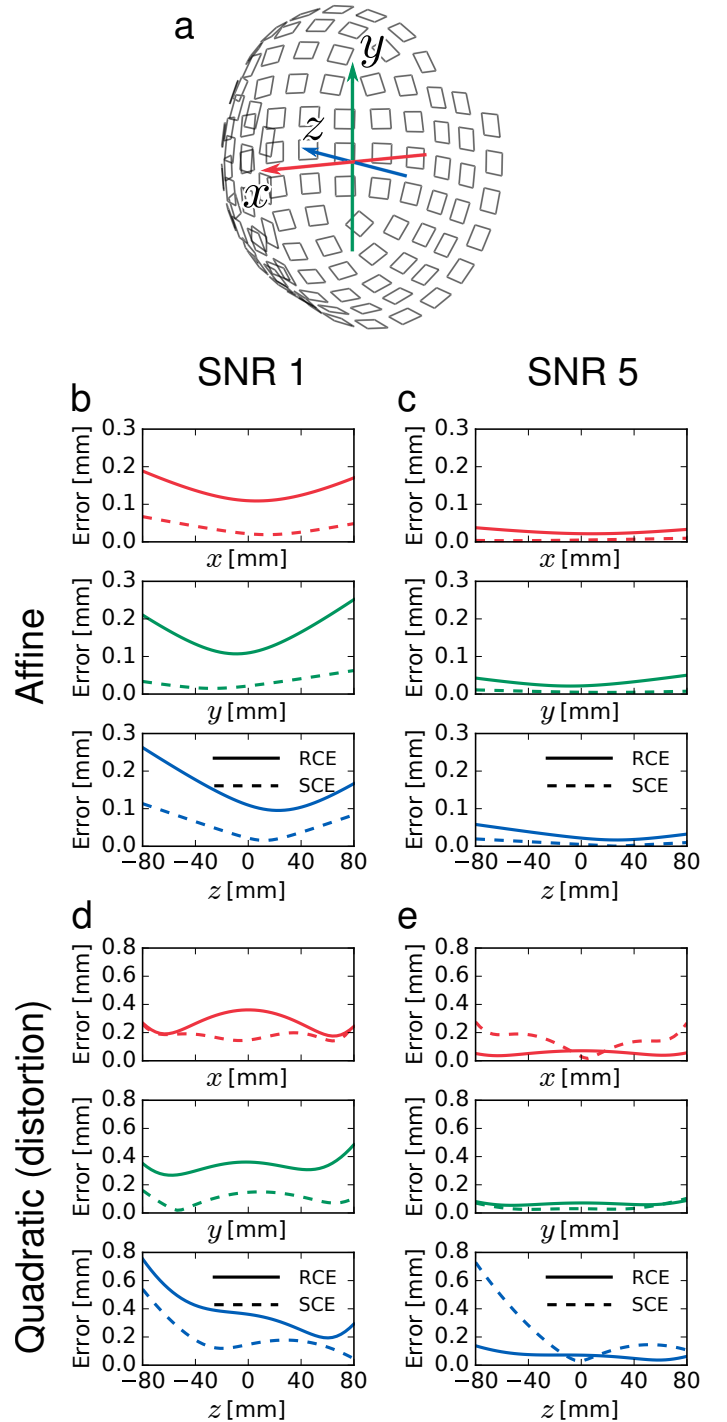 a
y
z
x
SNR 1
SNR 5
b
c
Affine
0.3
0.2
0.1
0.0
Error [mm]
x [mm]
0.3
0.2
0.1
0.0
Error [mm]
x [mm]
0.3
0.2
0.1
0.0
Error [mm]
y [mm]
0.3
0.2
0.1
0.0
Error [mm]
y [mm]
0.3
0.2
0.1
0.0
Error [mm]
RCE
SCE
−80 −40 0 40 80
z [mm]
0.3
0.2
0.1
0.0
Error [mm]
RCE
SCE
−80 −40 0 40 80
z [mm]
d
e
Quadratic (distortion)
0.8
0.6
0.4
0.2
0.0
Error [mm]
x [mm]
0.8
0.6
0.4
0.2
0.0
Error [mm]
x [mm]
0.8
0.6
0.4
0.2
0.0
Error [mm]
y [mm]
0.8
0.6
0.4
0.2
0.0
Error [mm]
y [mm]
0.8
0.6
0.4
0.2
0.0
Error [mm]
RCE
SCE
−80 −40 0 40 80
z [mm]
0.8
0.6
0.4
0.2
0.0
Error [mm]
RCE
SCE
−80 −40 0 40 80
z [mm]